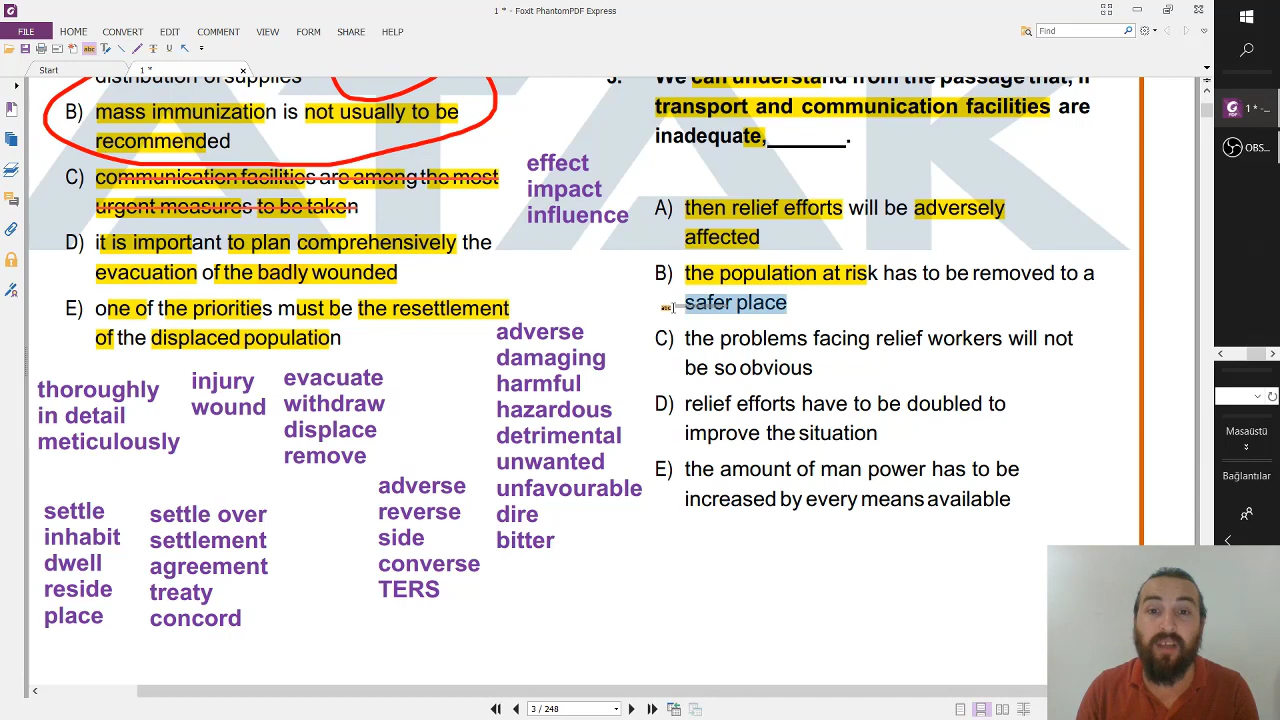 1 * - Foxit PhantomPDF Express
FILE HOME CONVERT EDIT COMMENT VIEW FORM SHARE HELP
Find
Start 1 *
distribution of supplies
B) mass immunization is not usually to be
recommended
C) communication facilities are among the most
urgent measures to be taken
D) it is important to plan comprehensively the
evacuation of the badly wounded
E) one of the priorities must be the resettlement
of the displaced population
thoroughly
in detail
meticulously
injury
wound
evacuate
withdraw
displace
remove
settle
inhabit
dwell
reside
place
settle over
settlement
agreement
treaty
concord
adverse
reverse
side
converse
TERS
effect
impact
influence
adverse
damaging
harmful
hazardous
detrimental
unwanted
unfavourable
dire
bitter
We can understand from the passage that, if
transport and communication facilities are
inadequate,_______.
A) then relief efforts will be adversely
affected
B) the population at risk has to be removed to a
safer place
C) the problems facing relief workers will not
be so obvious
D) relief efforts have to be doubled to
improve the situation
E) the amount of man power has to be
increased by every means available
ATAK
3 / 248
1 * -...
OBS...
Masaüstü
Bağlantılar